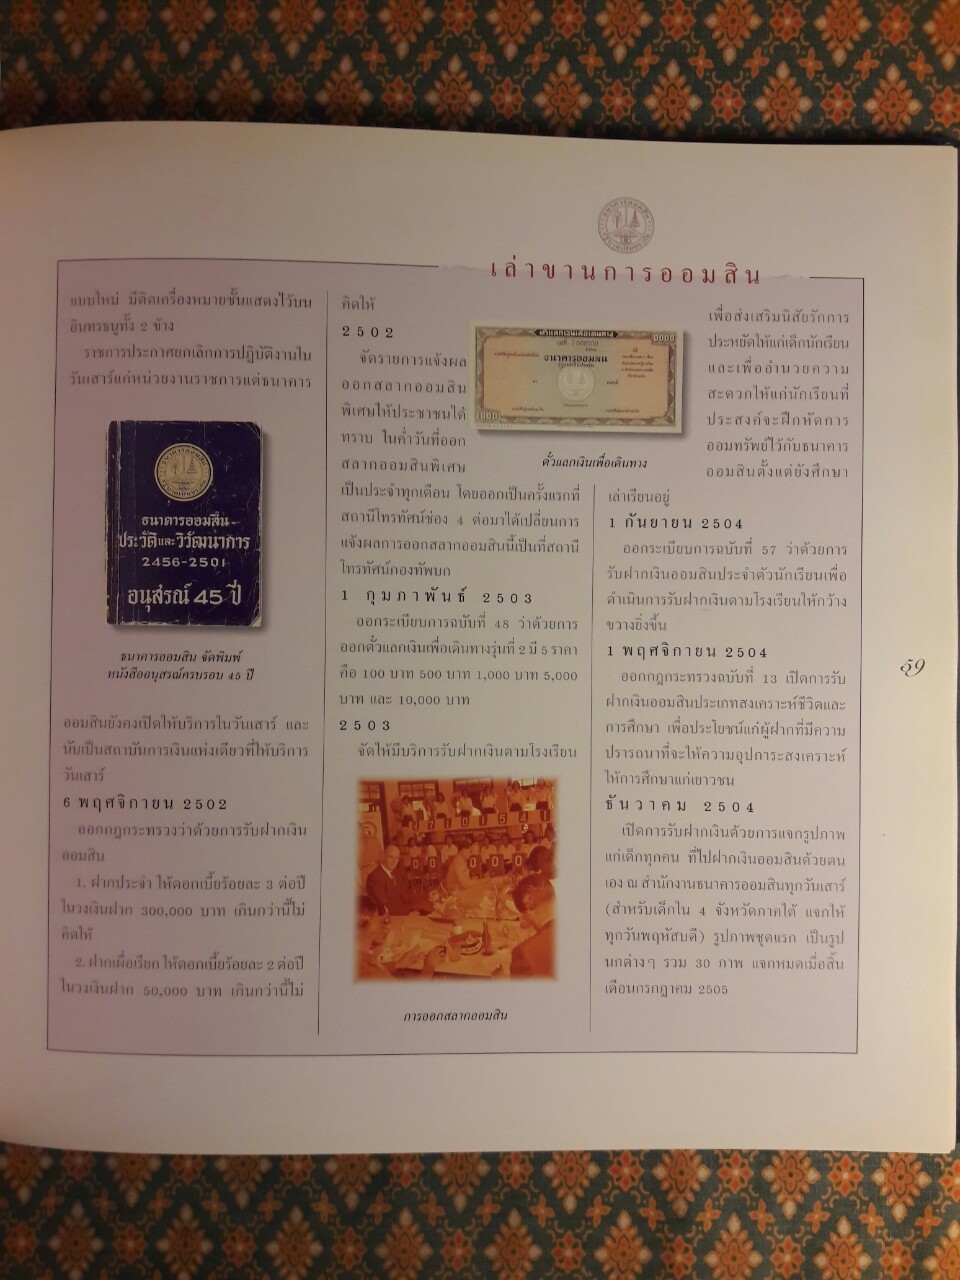 เล่าขานการออมสิน
แบบใหม่ มีติดเครื่องหมายชั้นแสดงไว้บน
อินทรธนูทั้ง 2 ข้าง
ราชการประกาศยกเลิกการปฏิบัติงานใน
วันเสาร์แก่หน่วยงานราชการแต่ธนาคาร
ธนาคารออมสิน
ประวัติและวิวัฒนาการ
2456-2501
อนุสรณ์ 45 ปี
ธนาคารออมสิน จัดพิมพ์
หนังสืออนุสรณ์ครบรอบ 45 ปี
ออมสินยังคงเปิดให้บริการในวันเสาร์ และ
นับเป็นสถาบันการเงินแห่งเดียวที่ให้บริการ
วันเสาร์
6 พฤศจิกายน 2502
ออกกฎกระทรวงว่าด้วยการรับฝากเงิน
ออมสิน
1. ฝากประจำ ให้ดอกเบี้ยร้อยละ 3 ต่อปี
ในวงเงินฝาก 300,000 บาท เกินกว่านี้ไม่
คิดให้
2. ฝากเผื่อเรียก ให้ดอกเบี้ยร้อยละ 2 ต่อปี
ในวงเงินฝาก 50,000 บาท เกินกว่านี้ไม่
คิดให้
2502
จัดรายการแจ้งผล
ออกสลากออมสิน
พิเศษให้ประชาชนได้
ทราบ ในค่ำวันที่ออก
สลากออมสินพิเศษ
เป็นประจำทุกเดือน โดยออกเป็นครั้งแรกที่
สถานีโทรทัศน์ช่อง 4 ต่อมาได้เปลี่ยนการ
แจ้งผลการออกสลากออมสินนี้เป็นที่สถานี
โทรทัศน์กองทัพบก
1 กุมภาพันธ์ 2503
ออกระเบียบการฉบับที่ 48 ว่าด้วยการ
ออกตั๋วแลกเงินเพื่อเดินทางรุ่นที่ 2 มี 5 ราคา
คือ 100 บาท 500 บาท 1,000 บาท 5,000
บาท และ 10,000 บาท
2503
จัดให้มีบริการรับฝากเงินตามโรงเรียน
การออกสลากออมสิน
ตั๋วแลกเงินเพื่อเดินทาง
ธนาคารออมสิน
ตั๋วแลกเงินเพื่อเดินทาง
เพื่อส่งเสริมนิสัยรักการ
ประหยัดให้แก่เด็กนักเรียน
และเพื่ออำนวยความ
สะดวกให้แก่นักเรียนที่
ประสงค์จะฝึกหัดการ
ออมทรัพย์ไว้กับธนาคาร
ออมสินตั้งแต่ยังศึกษา
เล่าเรียนอยู่
1 กันยายน 2504
ออกระเบียบการฉบับที่ 57 ว่าด้วยการ
รับฝากเงินออมสินประจำตัวนักเรียนเพื่อ
ดำเนินการรับฝากเงินตามโรงเรียนให้กว้าง
ขวางยิ่งขึ้น
1 พฤศจิกายน 2504
ออกกฎกระทรวงฉบับที่ 13 เปิดการรับ
ฝากเงินออมสินประเภทสงเคราะห์ชีวิตและ
การศึกษา เพื่อประโยชน์แก่ผู้ฝากที่มีความ
ปรารถนาที่จะให้ความอุปการะสงเคราะห์
ให้การศึกษาแก่เยาวชน
ธันวาคม 2504
เปิดการรับฝากเงินด้วยการแจกรูปภาพ
แก่เด็กทุกคน ที่ไปฝากเงินออมสินด้วยตน
เอง ณ สำนักงานธนาคารออมสินทุกวันเสาร์
(สำหรับเด็กใน 4 จังหวัดภาคใต้ แจกให้
ทุกวันพฤหัสบดี) รูปภาพชุดแรก เป็นรูป
นกต่างๆ รวม 30 ภาพ แจกหมดเมื่อสิ้น
เดือนกรกฎาคม 2505
59